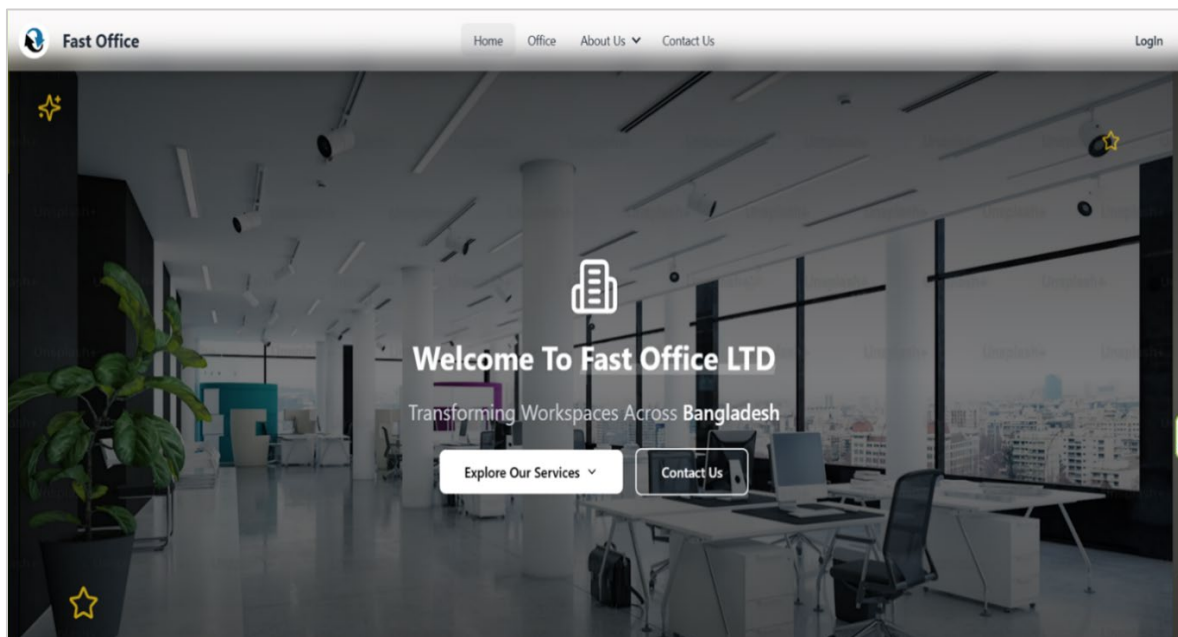 Fast Office
Home Office About Us Contact Us
LogIn
Welcome To Fast Office LTD
Transforming Workspaces Across Bangladesh
Explore Our Services
Contact Us